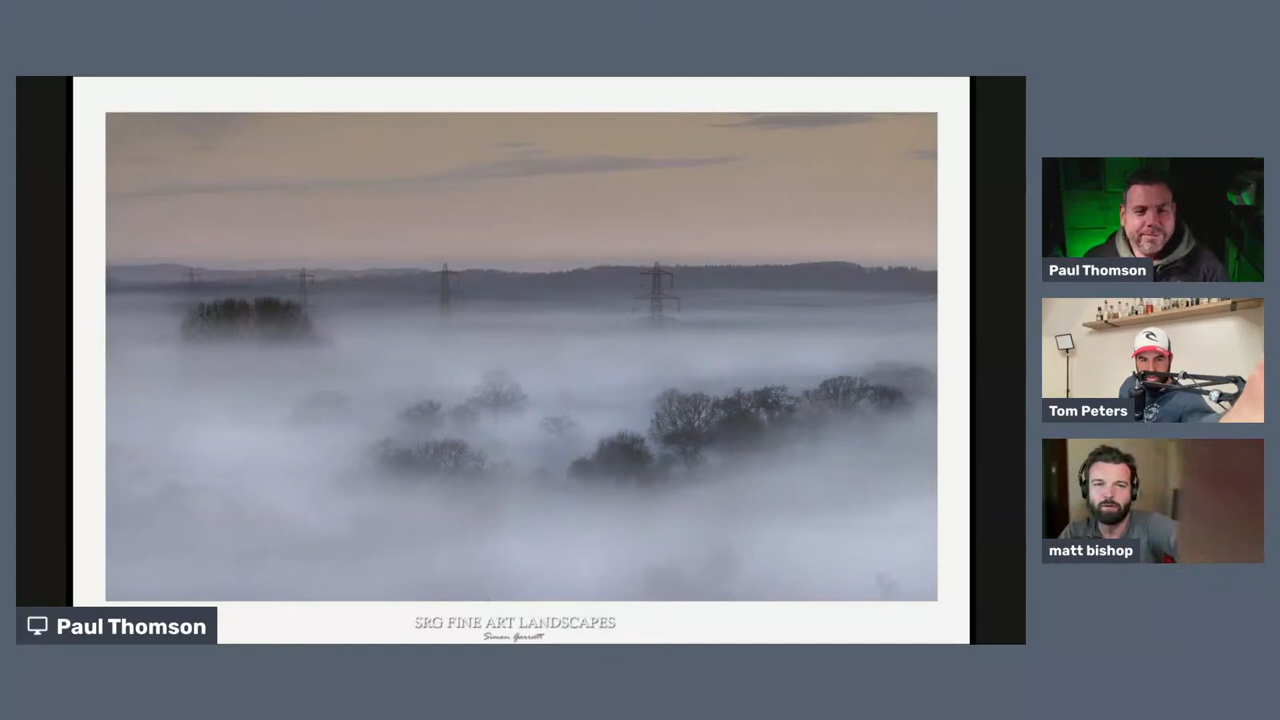 SRG FINE ART LANDSCAPES
Simon Garratt
Paul Thomson
Paul Thomson
Tom Peters
matt bishop